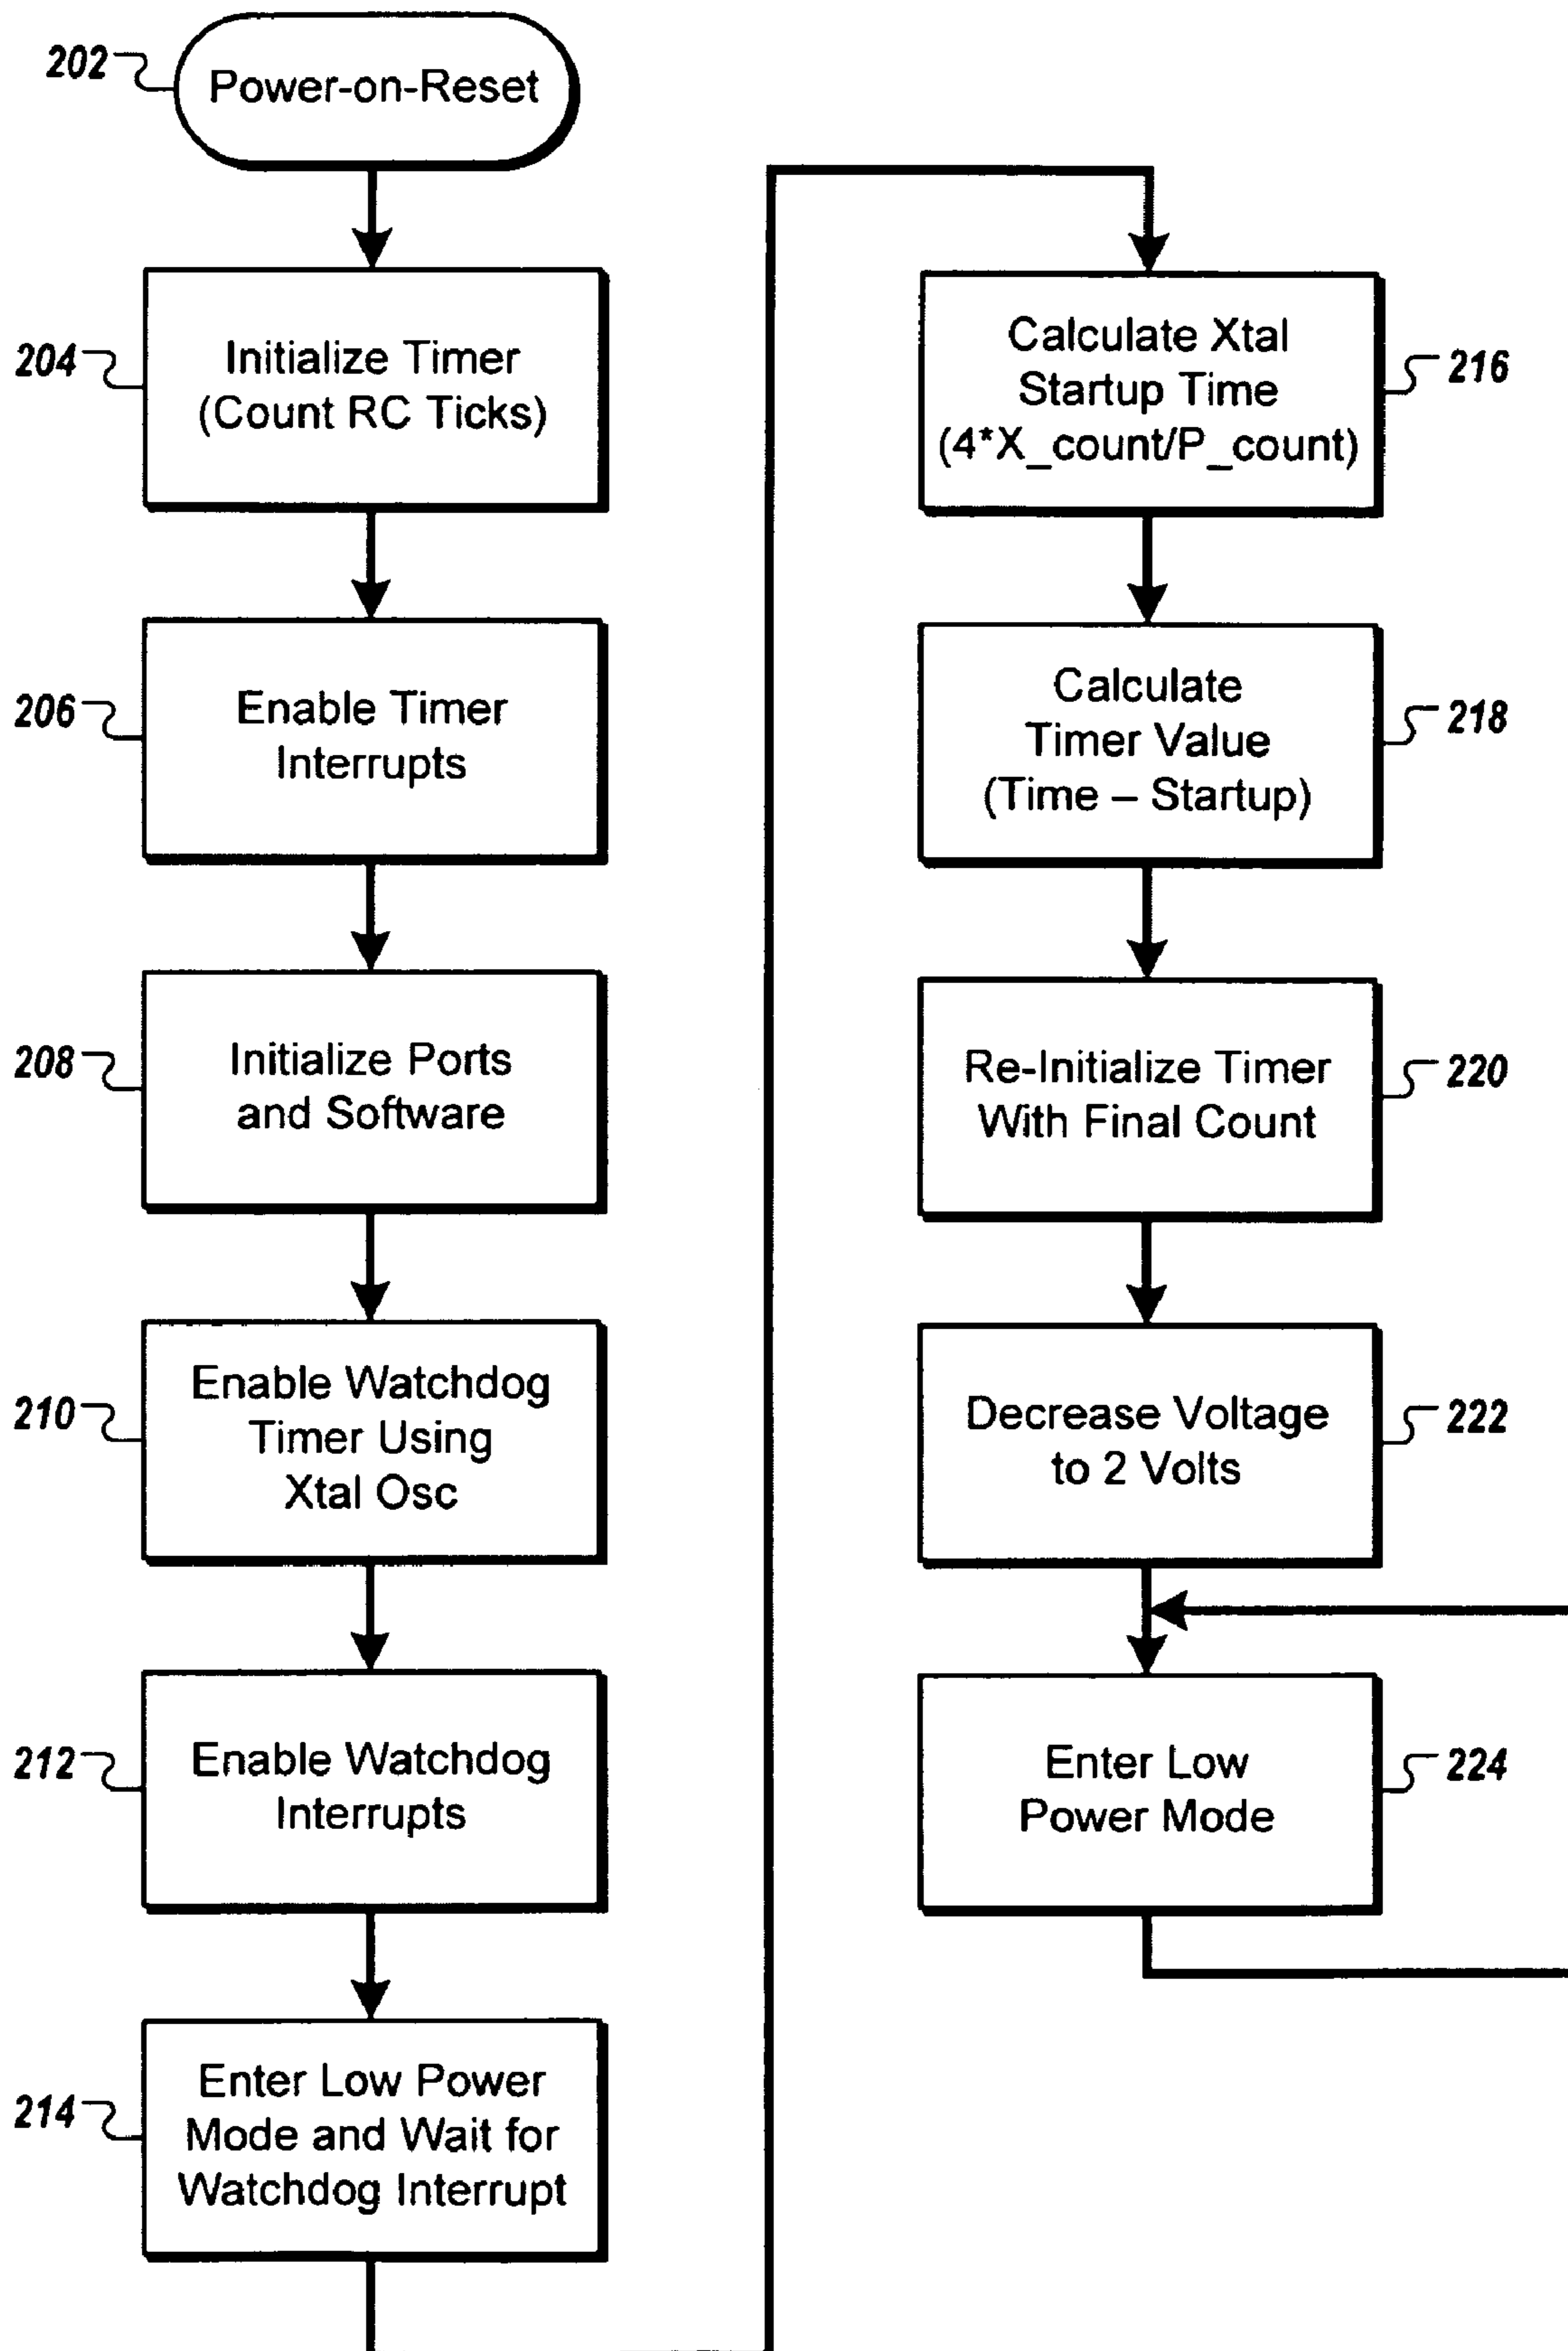 202
Power-on-Reset
204
Initialize Timer
(Count RC Ticks)
206
Enable Timer
Interrupts
208
Initialize Ports
and Software
210
Enable Watchdog
Timer Using
Xtal Osc
212
Enable Watchdog
Interrupts
214
Enter Low Power
Mode and Wait for
Watchdog Interrupt
Calculate Xtal
Startup Time
(4*X_count/P_count)
216
Calculate
Timer Value
(Time – Startup)
218
Re-Initialize Timer
With Final Count
220
Decrease Voltage
to 2 Volts
222
Enter Low
Power Mode
224